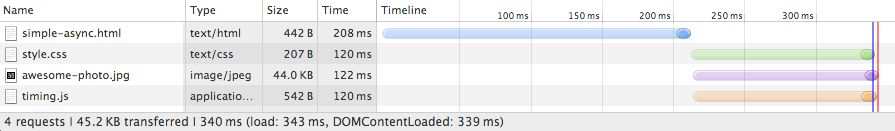 Name Type Size Time Timeline
100 ms 150 ms 200 ms 250 ms 300 ms
simple-async.html text/html 442 B 208 ms
style.css text/css 207 B 120 ms
awesome-photo.jpg image/jpeg 44.0 KB 122 ms
timing.js applicatio... 542 B 120 ms
4 requests | 45.2 KB transferred | 340 ms (load: 343 ms, DOMContentLoaded: 339 ms)